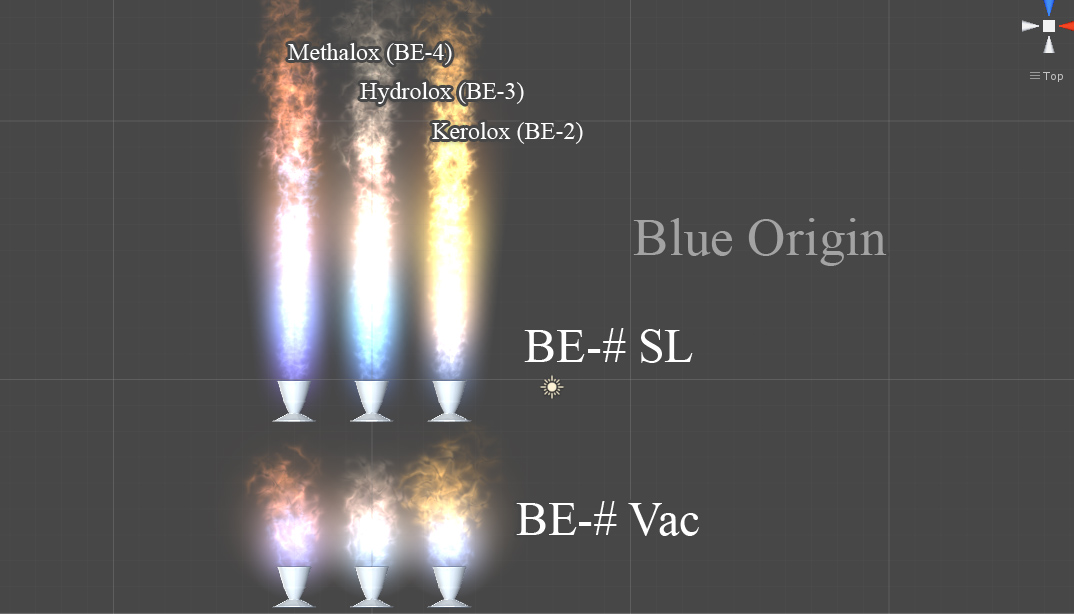 Methalox (BE-4)
Hydrolox (BE-3)
Kerolox (BE-2)
Top
Blue Origin
BE-# SL
BE-# Vac